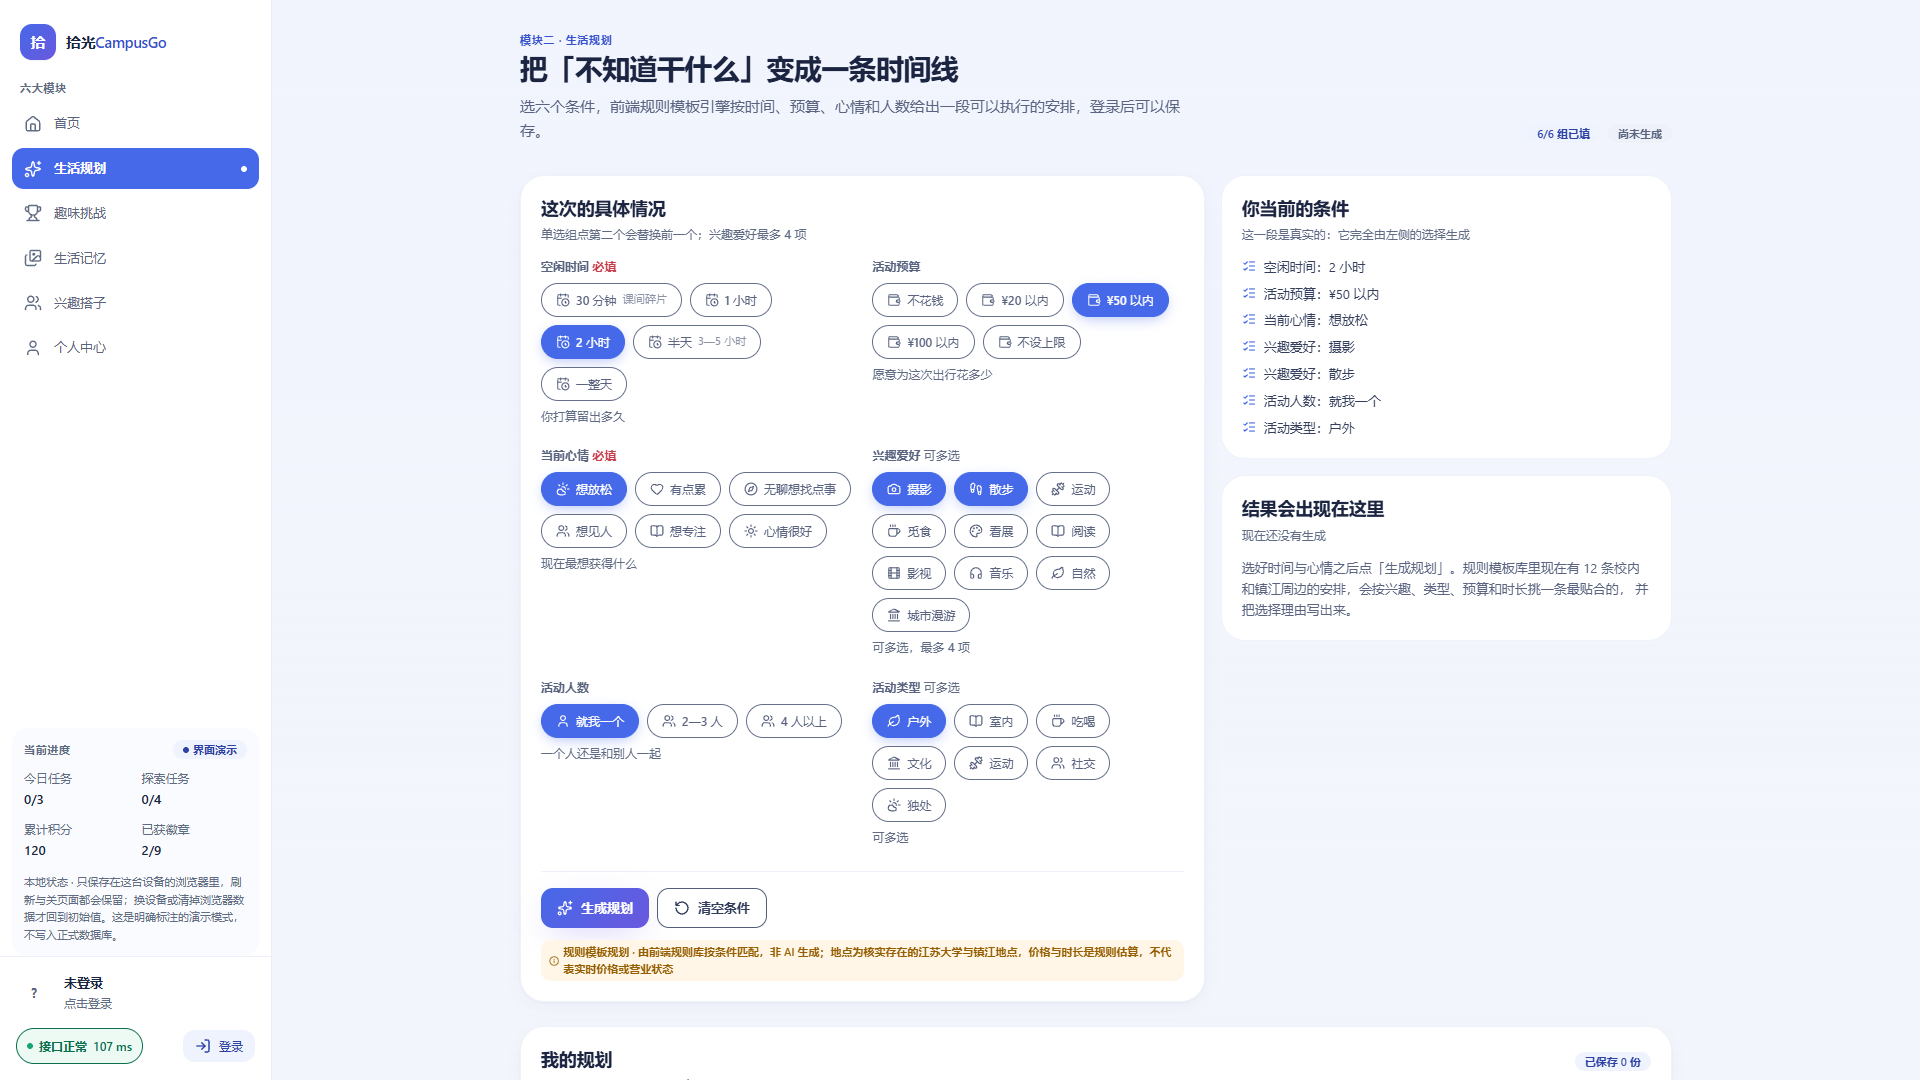 拾 拾光CampusGo
六大模块
首页
生活规划
趣味挑战
生活记忆
兴趣搭子
个人中心
当前进度 界面演示
今日任务 探索任务
0/3 0/4
累计积分 已获徽章
120 2/9
本地状态 · 只保存在这台设备的浏览器里，刷
新与关页面都会保留；换设备或清掉浏览器数
据才回到初始值。这是明确标注的演示模式，
不写入正式数据库。
? 未登录
点击登录
接口正常 107 ms 登录
模块二 · 生活规划
把「不知道干什么」变成一条时间线
选六个条件，前端规则模板引擎按时间、预算、心情和人数给出一段可以执行的安排，登录后可以保
存。
6/6 组已填 尚未生成
这次的具体情况
单选组点第二个会替换前一个；兴趣爱好最多 4 项
空闲时间 必填
30 分钟 课间碎片 1 小时
2 小时 半天 3—5 小时
一整天
你打算留出多久
活动预算
不花钱 ¥20 以内 ¥50 以内
¥100 以内 不设上限
愿意为这次出行花多少
当前心情 必填
想放松 有点累 无聊想找点事
想见人 想专注 心情很好
现在最想获得什么
兴趣爱好 可多选
摄影 散步 运动
觅食 看展 阅读
影视 音乐 自然
城市漫游
可多选，最多 4 项
活动人数
就我一个 2—3 人 4 人以上
一个人还是和别人一起
活动类型 可多选
户外 室内 吃喝
文化 运动 社交
独处
可多选
生成规划 清空条件
规则模板规划 · 由前端规则库按条件匹配，非 AI 生成；地点为核实存在的江苏大学与镇江地点，价格与时长是规则估算，不代
表实时价格或营业状态
你当前的条件
这一段是真实的：它完全由左侧的选择生成
空闲时间：2 小时
活动预算：¥50 以内
当前心情：想放松
兴趣爱好：摄影
兴趣爱好：散步
活动人数：就我一个
活动类型：户外
结果会出现在这里
现在还没有生成
选好时间与心情之后点「生成规划」。规则模板库里现在有 12 条校内
和镇江周边的安排，会按兴趣、类型、预算和时长挑一条最贴合的， 并
把选择理由写出来。
我的规划 已保存 0 份